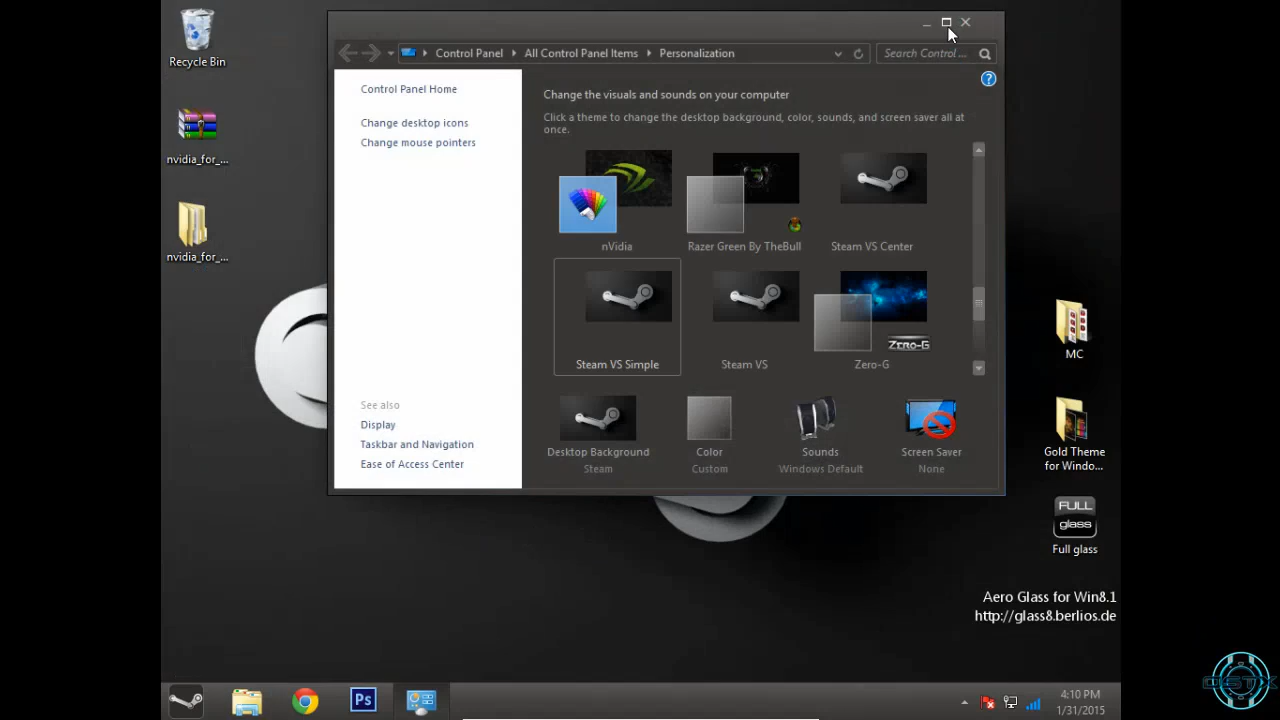 Recycle Bin
nvidia_for_...
nvidia_for_...
Control Panel
All Control Panel Items
Personalization
Search Control ...
Control Panel Home
Change desktop icons
Change mouse pointers
See also
Display
Taskbar and Navigation
Ease of Access Center
Change the visuals and sounds on your computer
Click a theme to change the desktop background, color, sounds, and screen saver all at
once.
nVidia
Razer Green By TheBull
Steam VS Center
ZERO-G
Steam VS Simple
Steam VS
Zero-G
Desktop Background
Steam
Color
Custom
Sounds
Windows Default
Screen Saver
None
MC
Gold Theme
for Windo...
FULL
glass
Full glass
Aero Glass for Win8.1
http://glass8.berlios.de
Ps
4:10 PM
1/31/2015